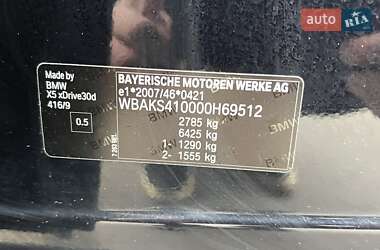 auto RIA
Made by
BMW
X5 xDrive30d
416/9
0.5
BAYERISCHE MOTOREN WERKE AG
e1*2007/46*0421
WBAKS410000H69512
2785 kg
6425 kg
1- 1290 kg
2- 1555 kg